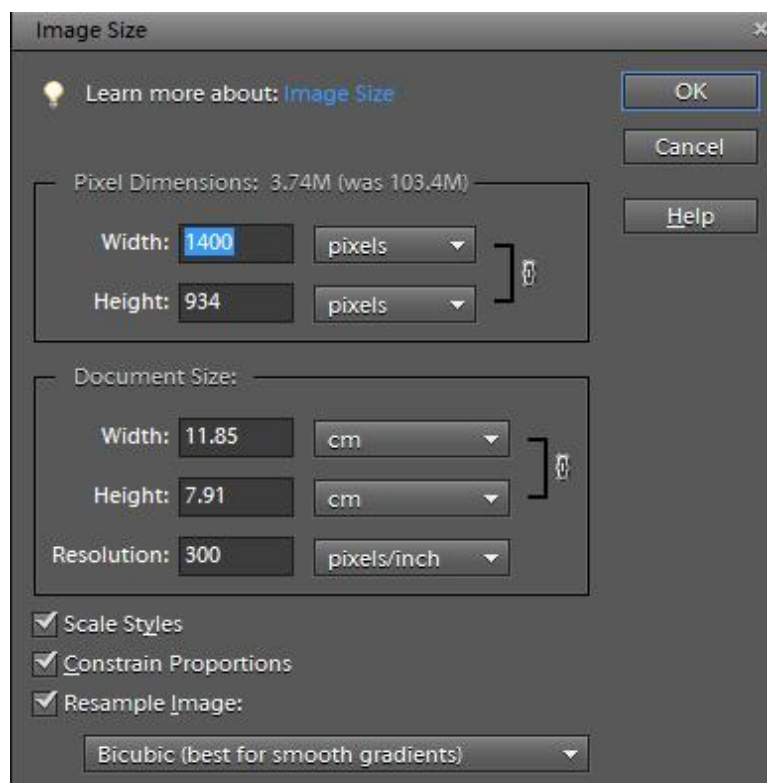 Image Size
Learn more about: Image Size
OK
Cancel
Help
Pixel Dimensions: 3.74M (was 103.4M)
Width: 1400 pixels
Height: 934 pixels
Document Size:
Width: 11.85 cm
Height: 7.91 cm
Resolution: 300 pixels/inch
Scale Styles
Constrain Proportions
Resample Image:
Bicubic (best for smooth gradients)